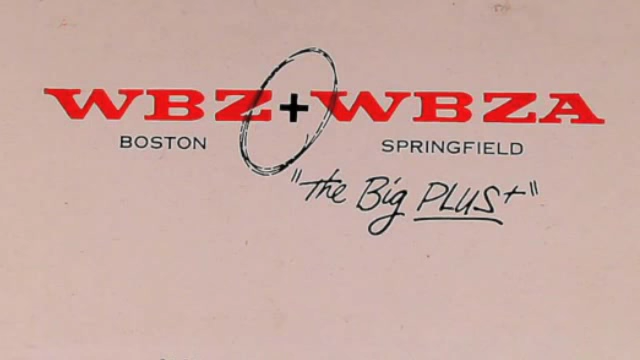 WBZ + WBZA
BOSTON SPRINGFIELD
"the Big PLUS+"